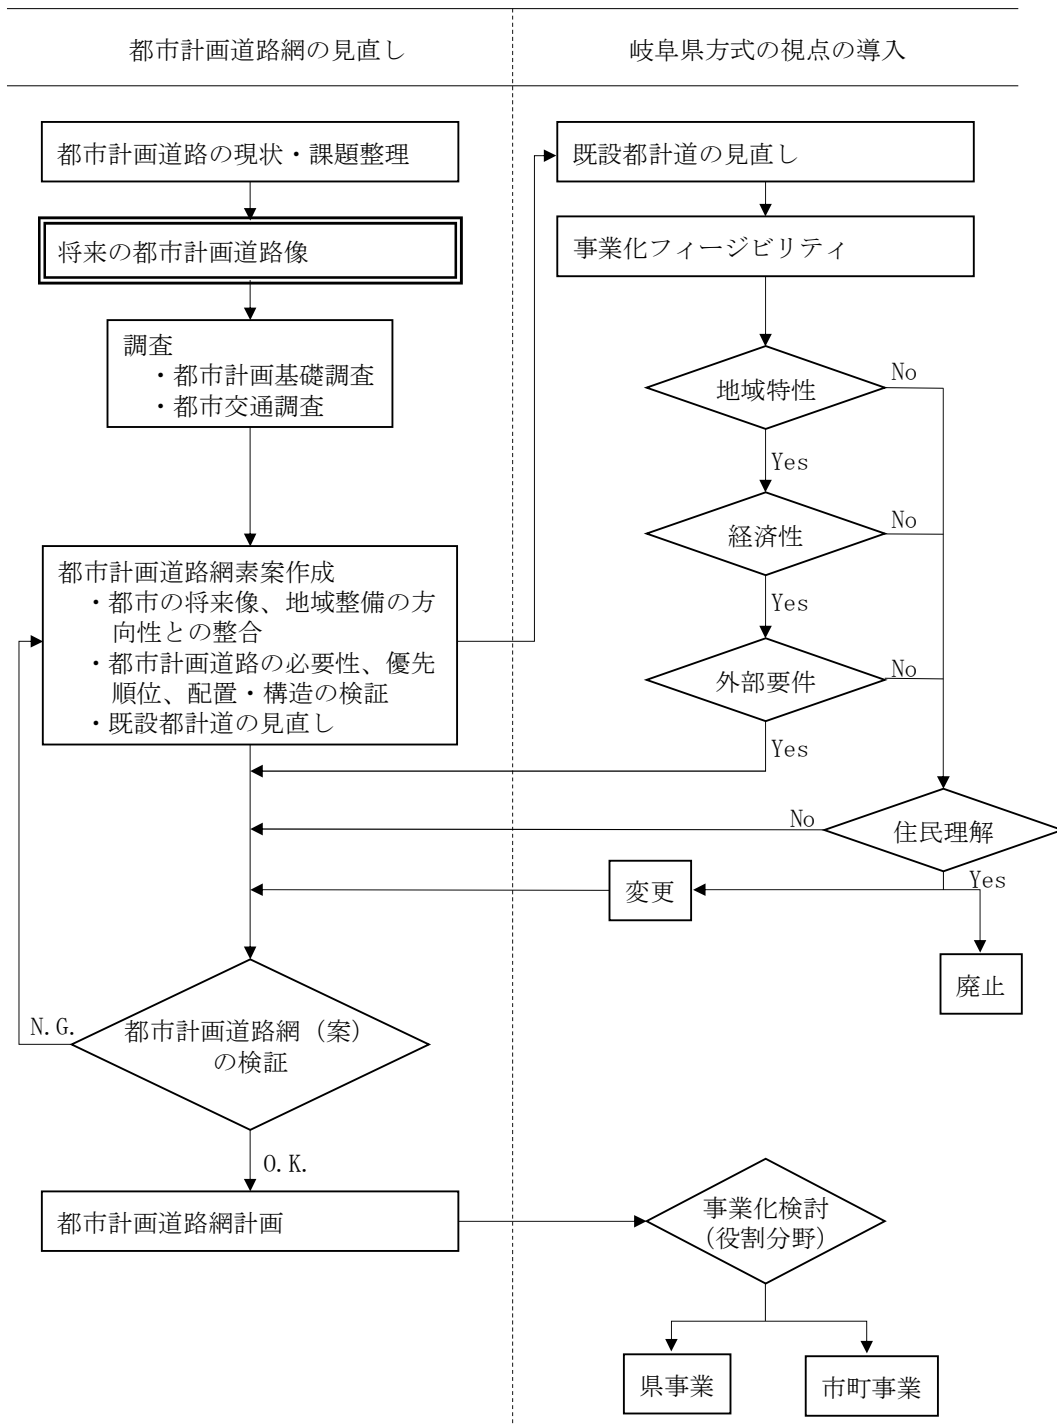 都市計画道路網の見直し
岐阜県方式の視点の導入
都市計画道路の現状・課題整理
将来の都市計画道路像
調査
・都市計画基礎調査
・都市交通調査
都市計画道路網素案作成
・都市の将来像、地域整備の方
向性との整合
・都市計画道路の必要性、優先
順位、配置・構造の検証
・既設都計道の見直し
N.G.
都市計画道路網（案）
の検証
O.K.
都市計画道路網計画
既設都計道の見直し
事業化フィージビリティ
地域特性
No
Yes
経済性
No
Yes
外部要件
No
Yes
住民理解
No
Yes
変更
廃止
事業化検討
（役割分野）
県事業
市町事業